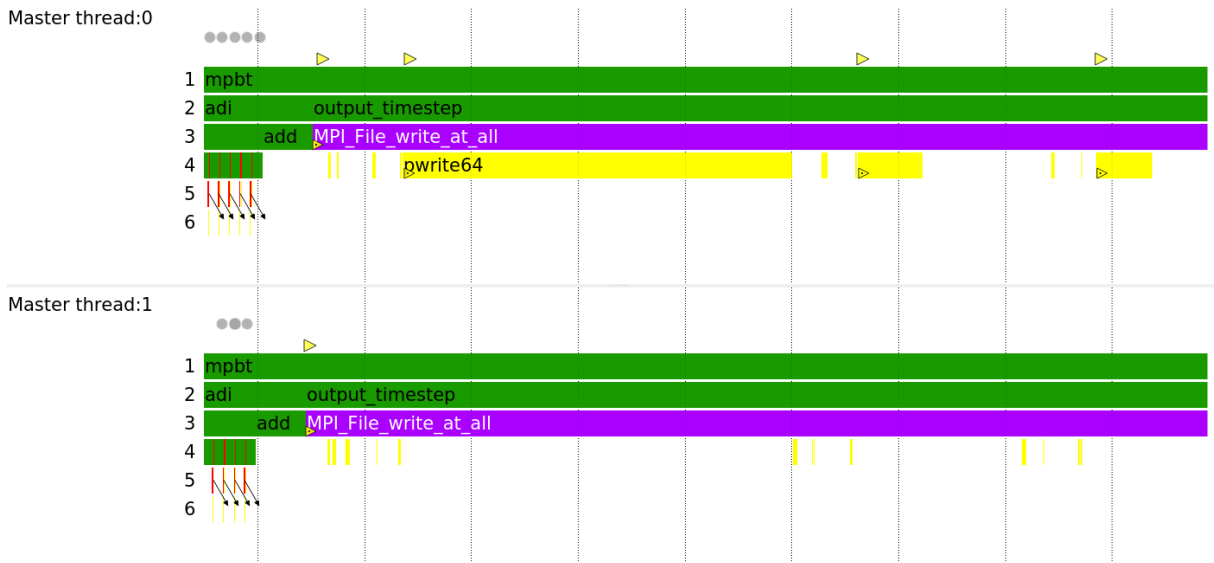 Master thread:0
1 mpbt
2 adi output_timestep
3 add MPI_File_write_at_all
4 pwrite64
5
6
Master thread:1
1 mpbt
2 adi output_timestep
3 add MPI_File_write_at_all
4
5
6